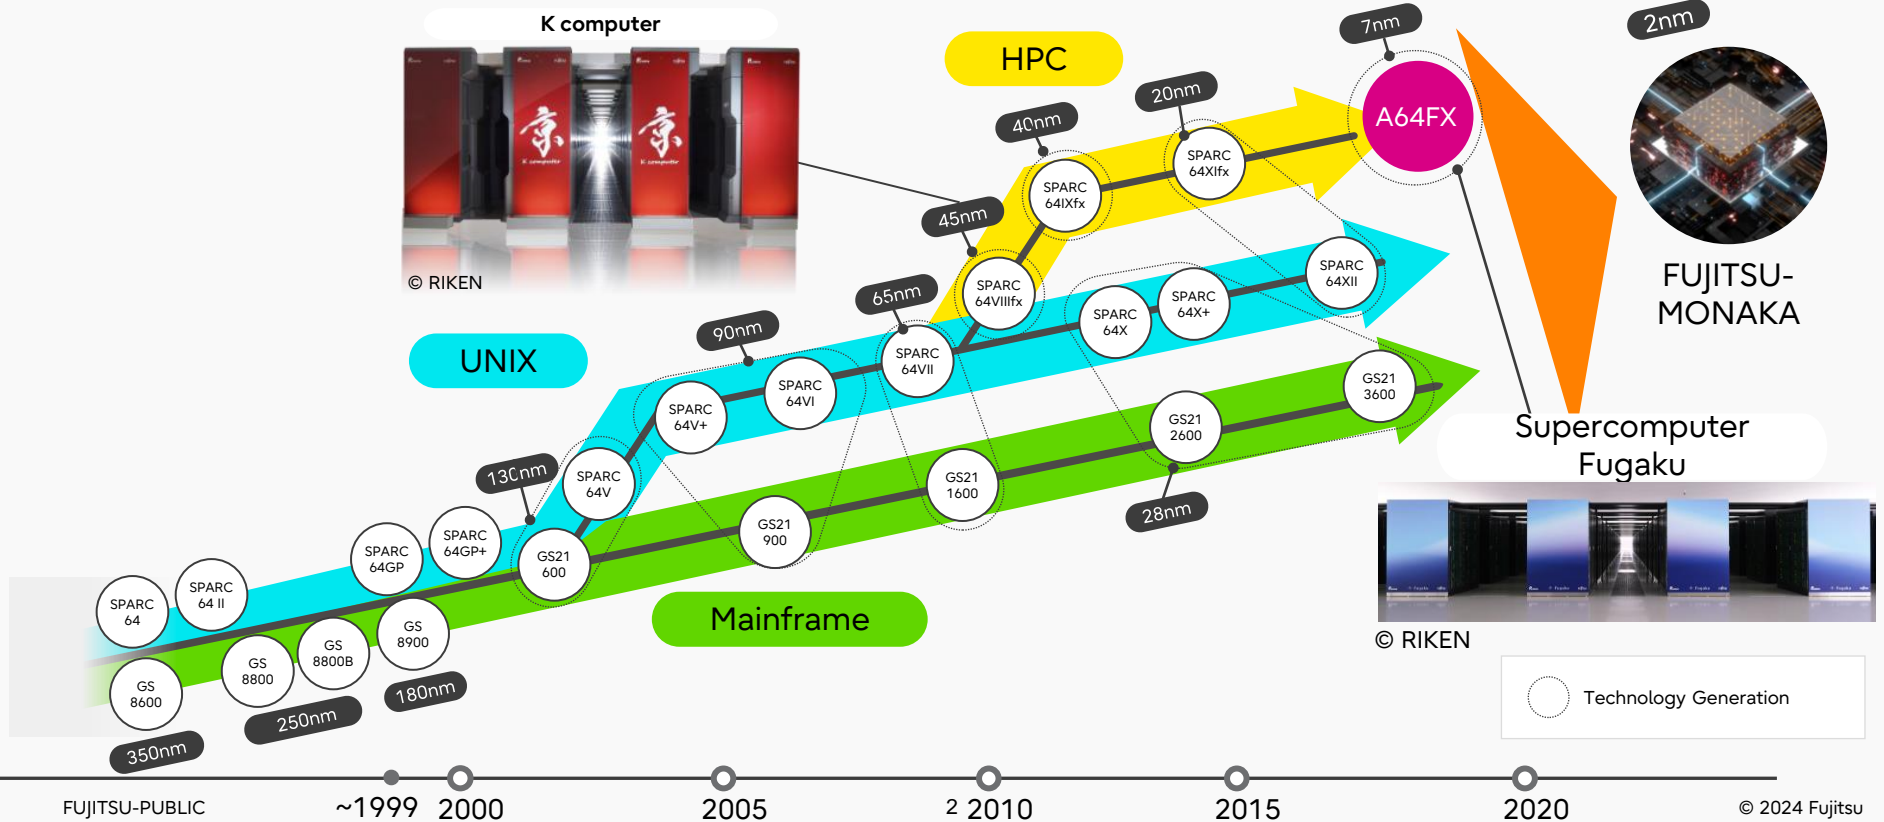 K computer
京
K computer
京
K computer
© RIKEN
HPC
7nm
2nm
A64FX
20nm
40nm
SPARC
64XIfx
SPARC
64IXfx
45nm
SPARC
64VIIIfx
FUJITSU-
MONAKA
UNIX
65nm
90nm
SPARC
64XII
SPARC
64X+
SPARC
64X
SPARC
64VII
SPARC
64VI
SPARC
64V+
GS21
3600
GS21
2600
Supercomputer
Fugaku
130nm
SPARC
64V
GS21
1600
28nm
GS21
900
SPARC
64GP+
SPARC
64GP
GS21
600
SPARC
64 II
SPARC
64
Mainframe
GS
8900
GS
8800B
GS
8800
GS
8600
180nm
250nm
350nm
© RIKEN
Technology Generation
~1999
2000
2005
2010
2015
2020
FUJITSU-PUBLIC
2
© 2024 Fujitsu